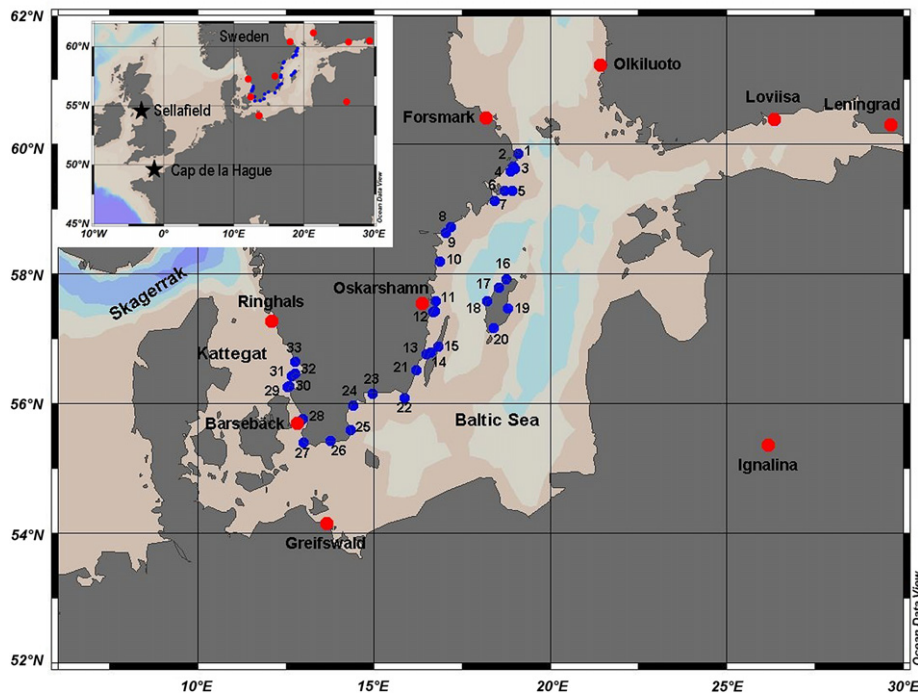 62°N
60°N
58°N
56°N
54°N
52°N
10°E
15°E
20°E
25°E
30°E
60°N
55°N
50°N
45°N
10°W
0°E
10°E
20°E
30°E
Sweden
Sellafield
Cap de la Hague
Ocean Data View
Olkiluoto
Forsmark
Loviisa
Leningrad
2
1
3
4
6
5
7
8
9
10
Skagerrak
Ringhals
Oskarshamn
11
12
16
17
18
19
20
Kattegat
33
32
31
30
29
13
14
15
21
22
23
24
25
Barsebäck
28
27
26
Baltic Sea
Ignalina
Greifswald
Ocean Data View